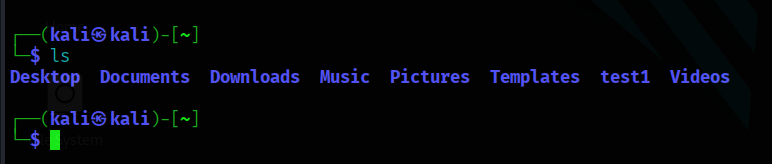 ┌──(kali㉿kali)-[~]
└─$ ls
Desktop  Documents  Downloads  Music  Pictures  Templates  test1  Videos
┌──(kali㉿kali)-[~]
└─$